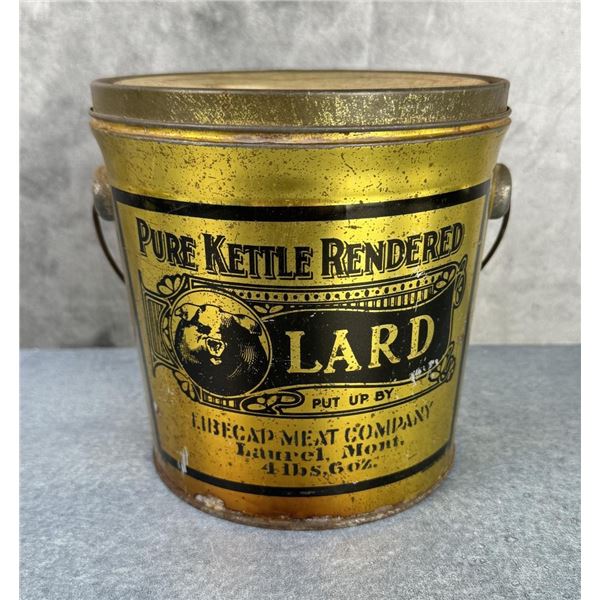 PURE KETTLE RENDERED
LARD
PUT UP BY
LIBECAP MEAT COMPANY
Laurel, Mont.
4 lbs, 6 oz.